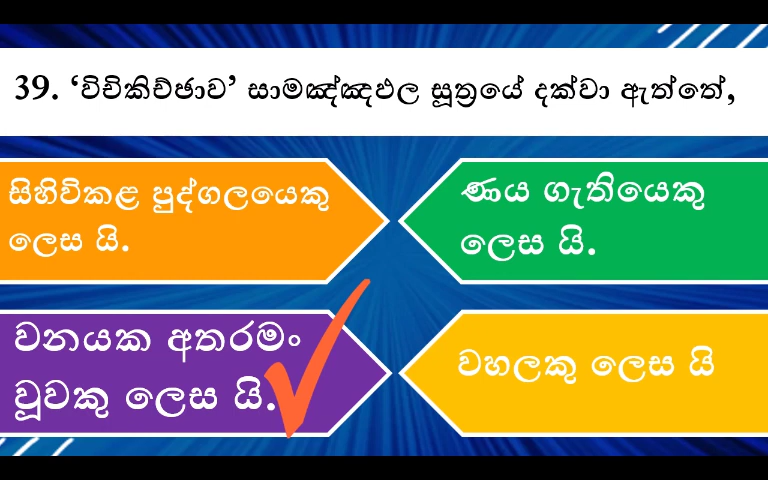 39. ‘විචිකිච්ඡාව’ සාමඤ්ඤඵල සූත්‍රයේ දක්වා ඇත්තේ,
සිහිවිකළ පුද්ගලයෙකු
ලෙස යි.
ණය ගැතියෙකු
ලෙස යි.
වනයක අතරමං
වූවකු ලෙස යි.
වහලකු ලෙස යි